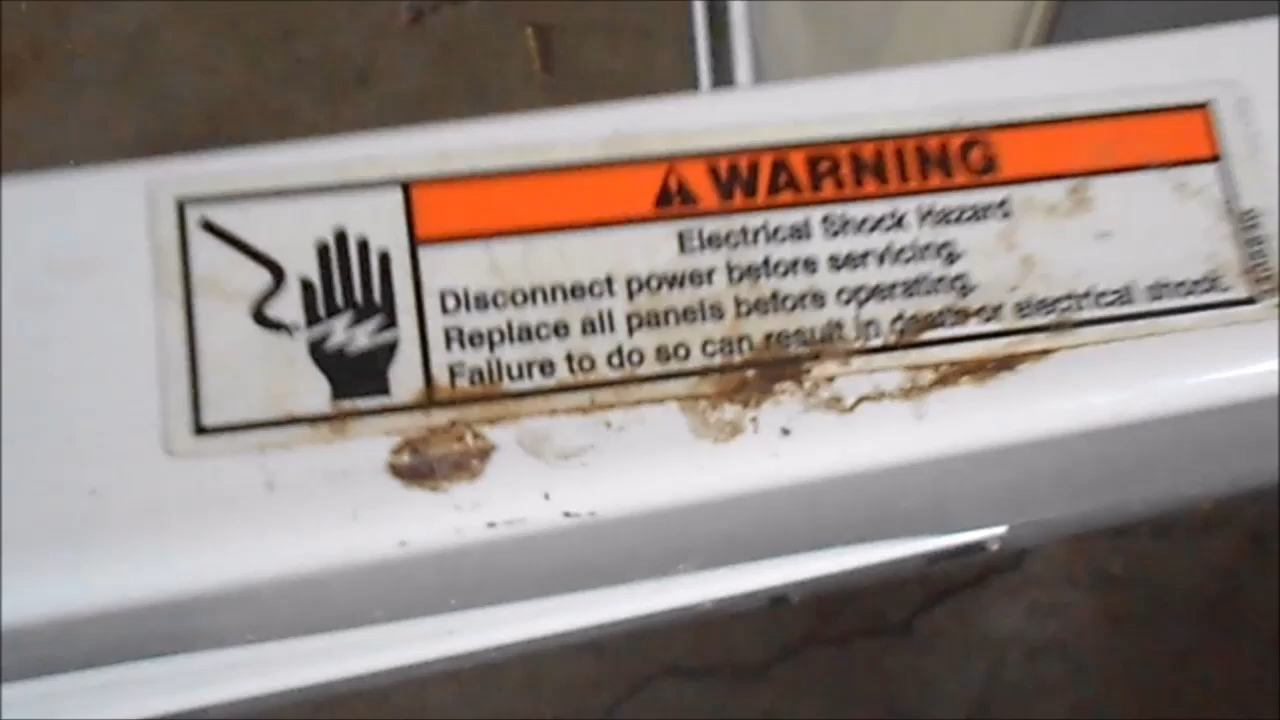 WARNING
Electrical Shock Hazard
Disconnect power before servicing.
Replace all panels before operating.
Failure to do so can result in death or electrical shock.